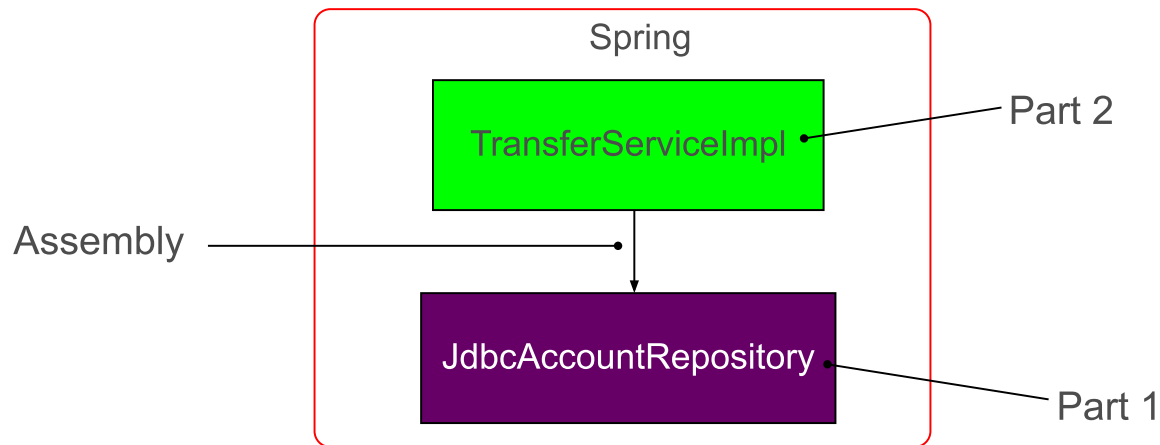 Spring
TransferServiceImpl
Part 2
Assembly
JdbcAccountRepository
Part 1